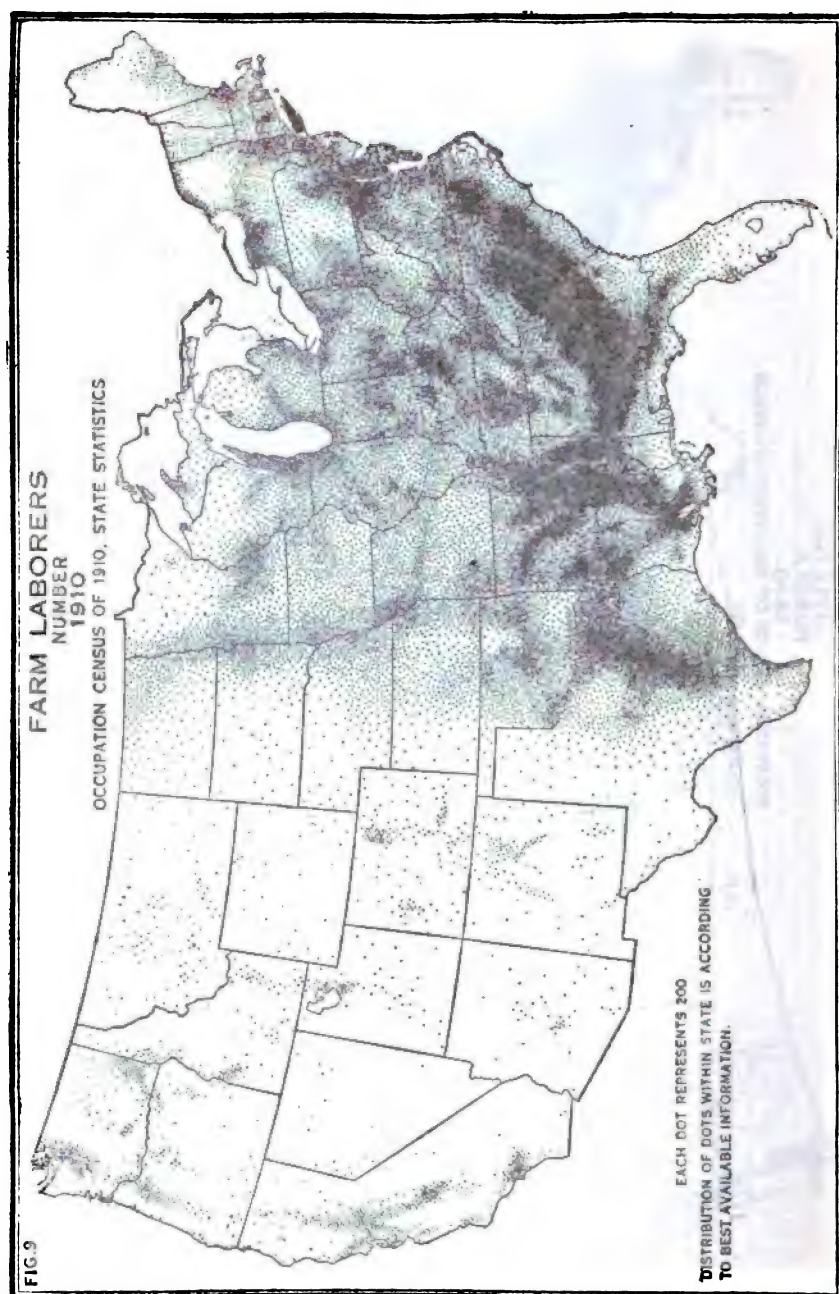 FIG.9
FARM LABORERS
NUMBER
1910
OCCUPATION CENSUS OF 1910, STATE STATISTICS
EACH DOT REPRESENTS 200
DISTRIBUTION OF DOTS WITHIN STATE IS ACCORDING
TO BEST AVAILABLE INFORMATION.